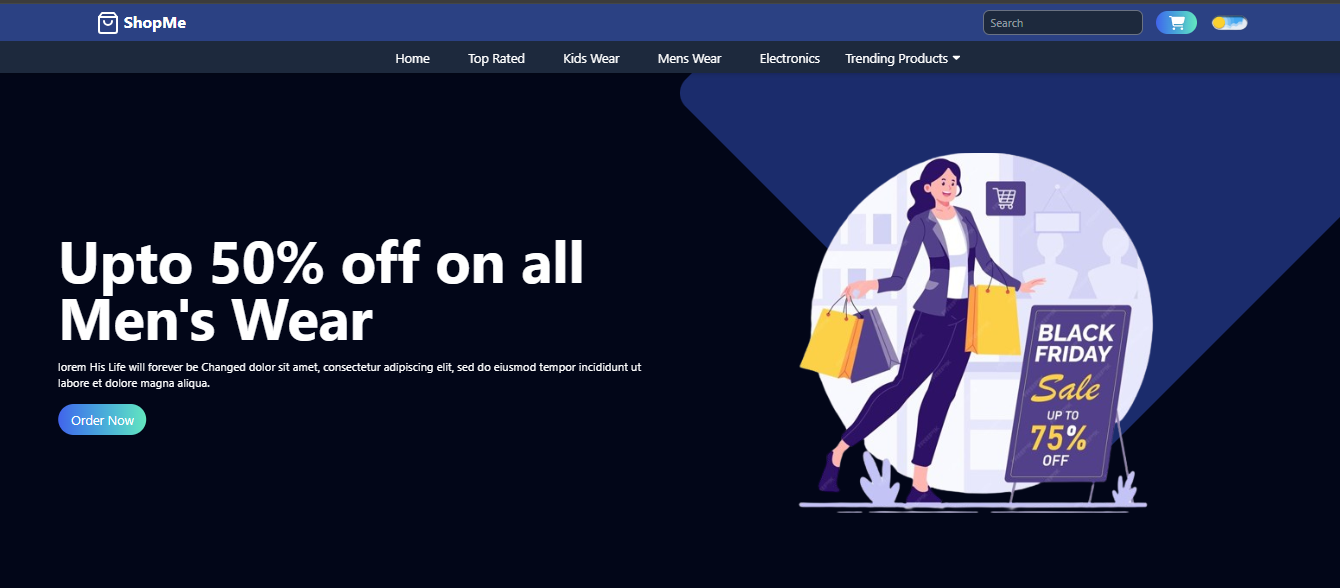 ShopMe
Search
Home Top Rated Kids Wear Mens Wear Electronics Trending Products
Upto 50% off on all
Men's Wear
lorem His Life will forever be Changed dolor sit amet, consectetur adipiscing elit, sed do eiusmod tempor incididunt ut
labore et dolore magna aliqua.
Order Now
BLACK
FRIDAY
Sale
UP TO
75%
OFF